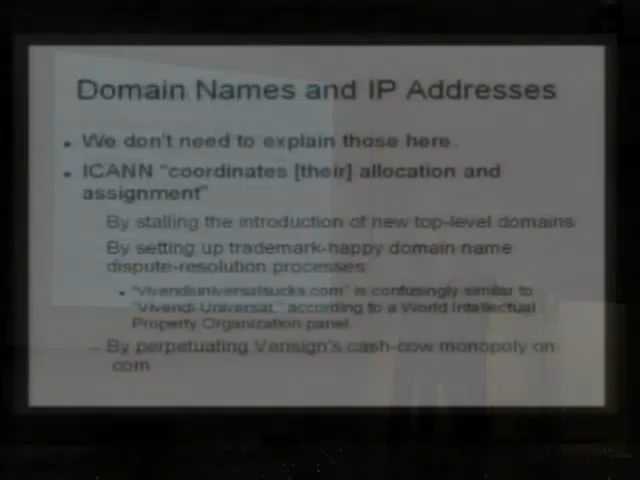 Domain Names and IP Addresses
• We don't need to explain those here.
• ICANN "coordinates [their] allocation and
assignment"
By stalling the introduction of new top-level domains
By setting up trademark-happy domain name
dispute-resolution processes
• "vivendiuniversalsucks.com" is confusingly similar to
"Vivendi Universal," according to a World Intellectual
Property Organization panel
– By perpetuating Verisign's cash-cow monopoly on
com